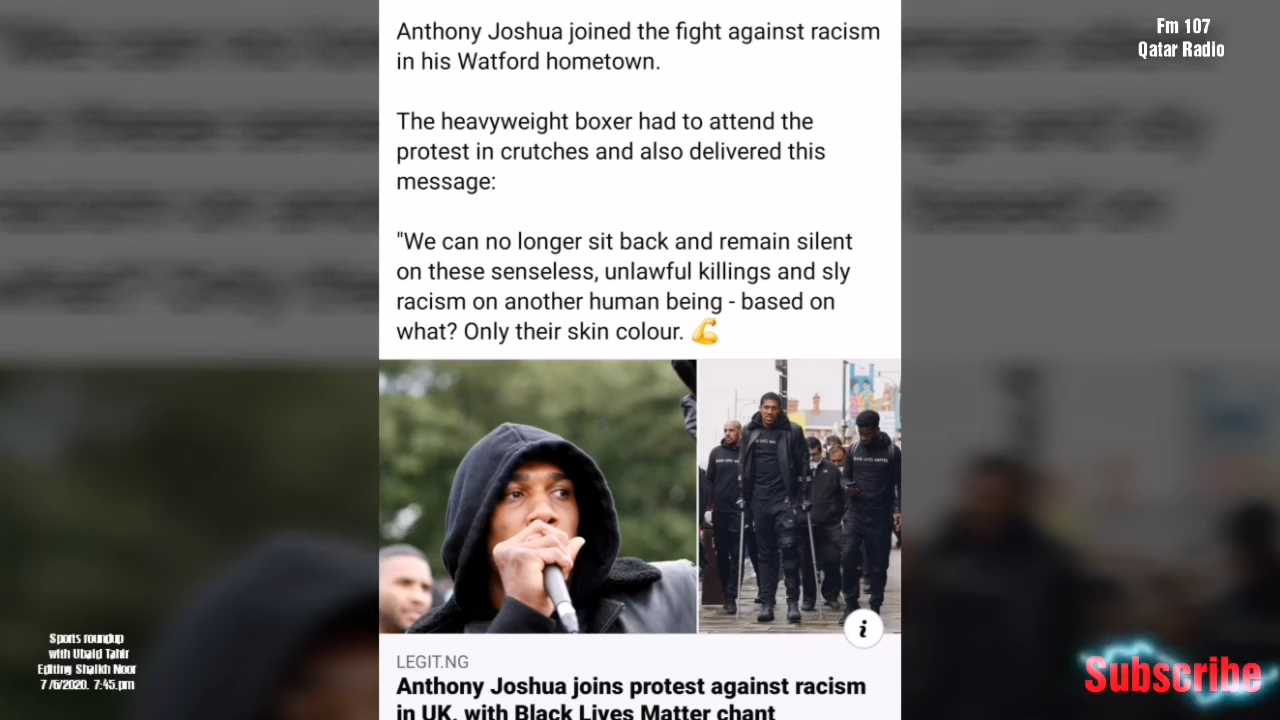 Fm 107
Qatar Radio
Anthony Joshua joined the fight against racism
in his Watford hometown.
The heavyweight boxer had to attend the
protest in crutches and also delivered this
message:
"We can no longer sit back and remain silent
on these senseless, unlawful killings and sly
racism on another human being - based on
what? Only their skin colour. 💪
i
LEGIT.NG
Anthony Joshua joins protest against racism
in UK, with Black Lives Matter chant
Sports roundup
with Ubaid Tahir
Editing Shaikh Noor
7/6/2020. 7:45.pm
Subscribe